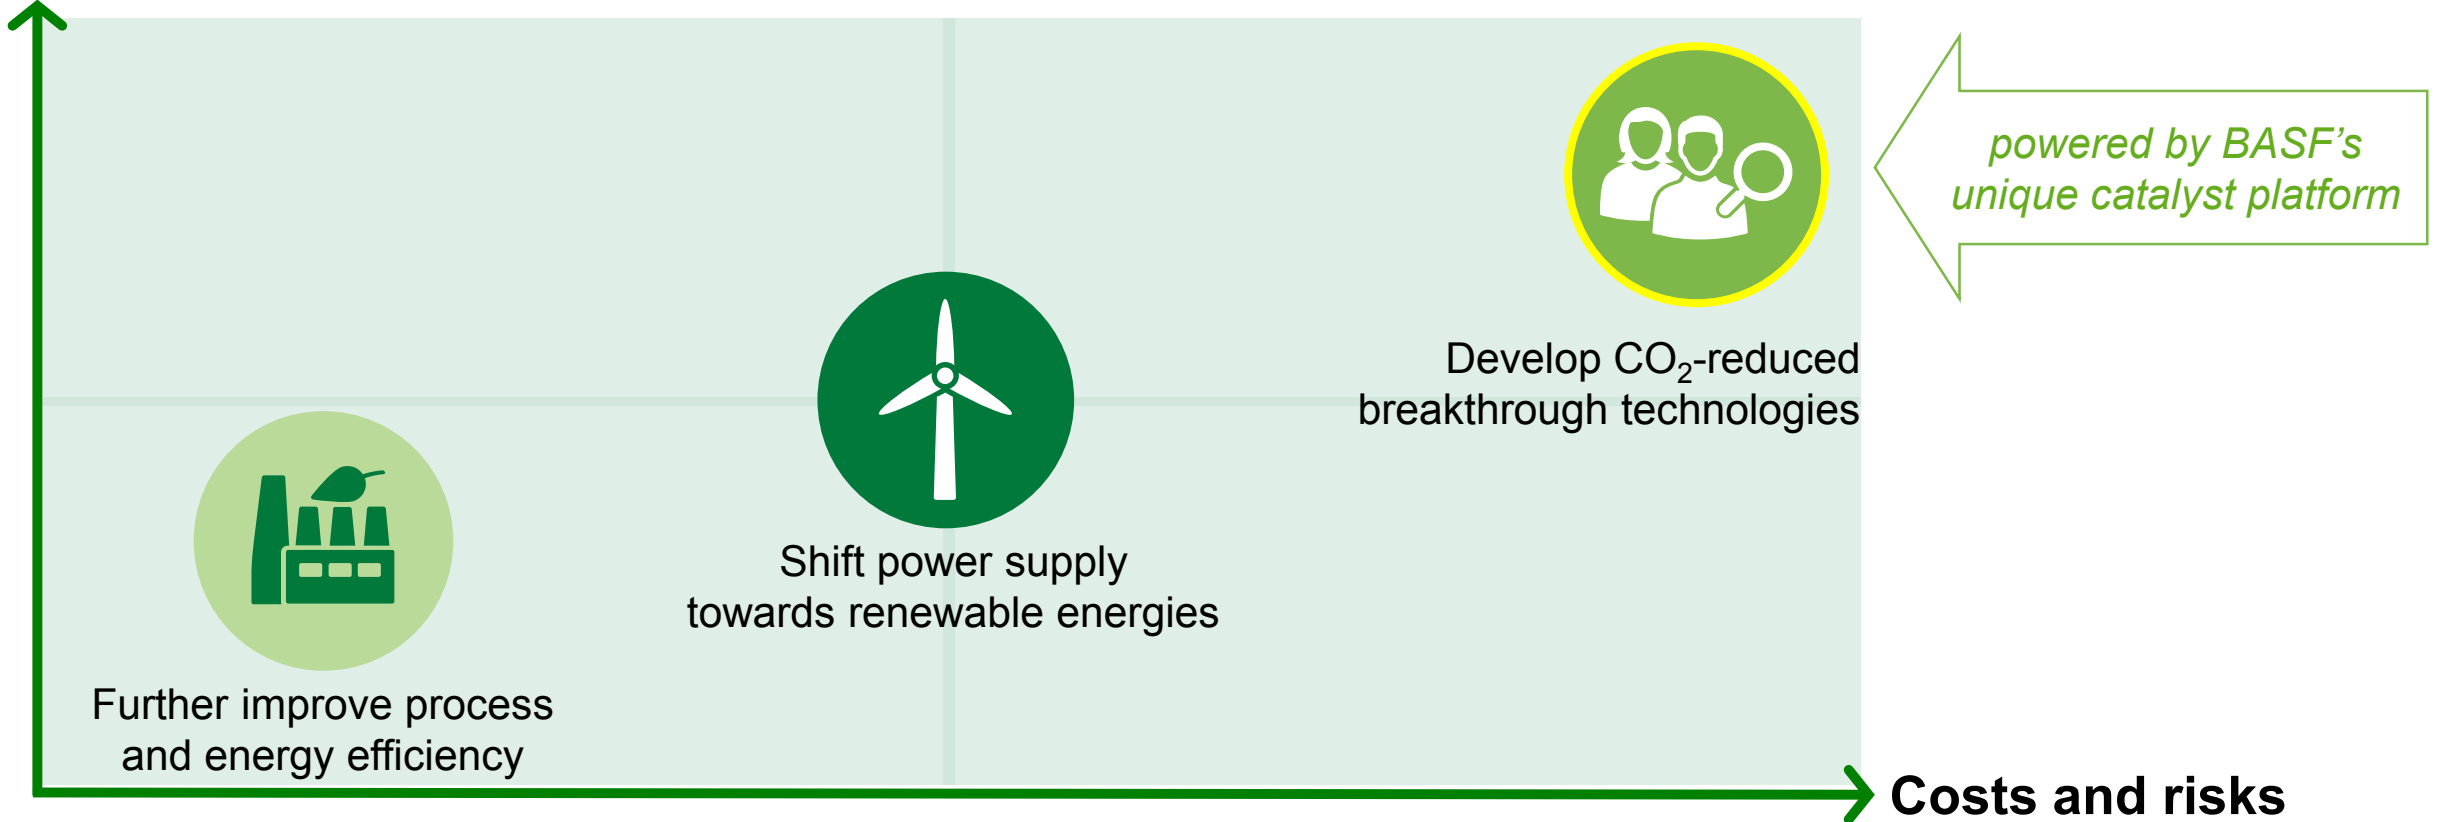 powered by BASF’s
unique catalyst platform
Develop CO₂-reduced
breakthrough technologies
Shift power supply
towards renewable energies
Further improve process
and energy efficiency
Costs and risks